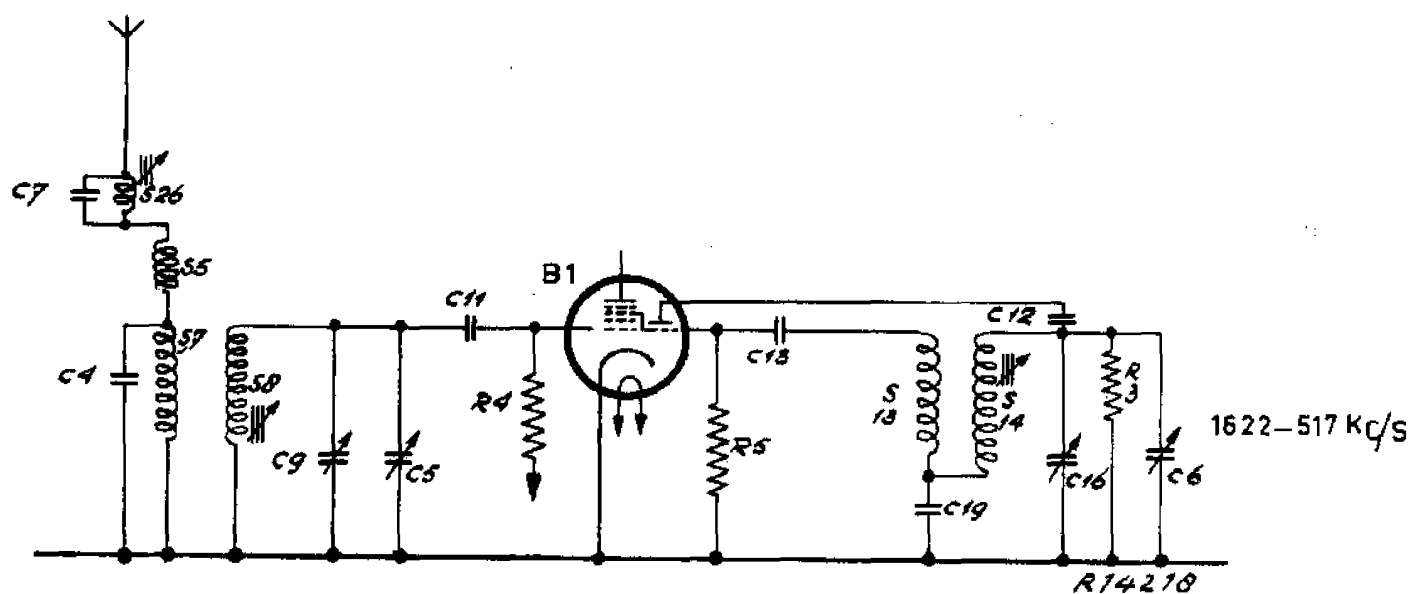 C7
S26
S5
B1
C11
C12
S7
C13
C4
S8
R4
S
13
S
14
R
3
1622-517 KC/S
C9
C5
R5
C16
C6
C19
R14218